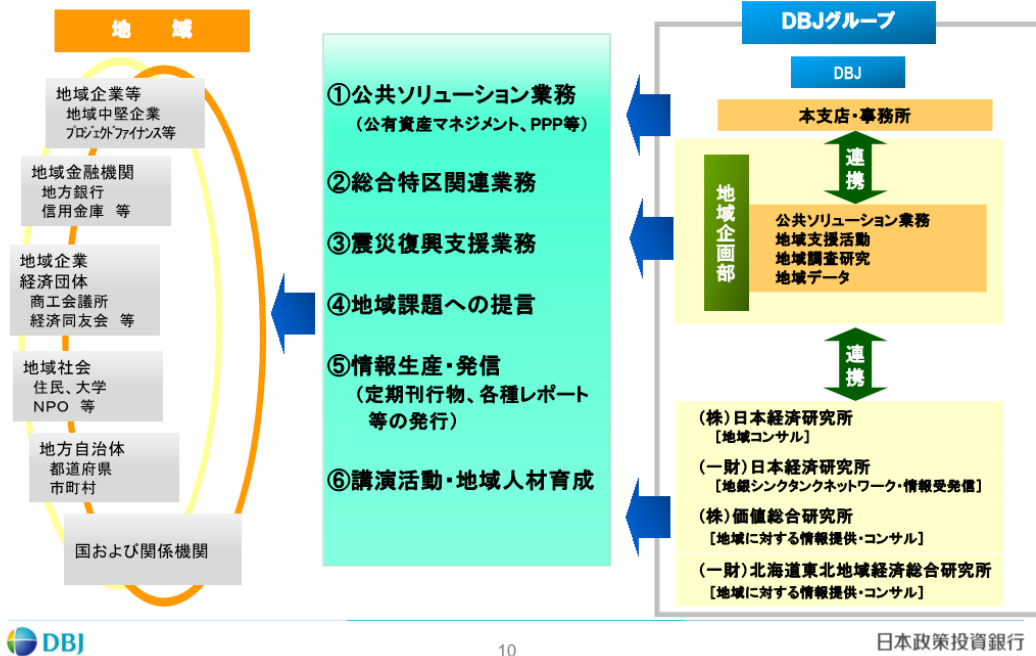 地　域
地域企業等
地域中堅企業
ﾌﾟﾛｼﾞｪｸﾄﾌｧｲﾅﾝｽ等
地域金融機関
地方銀行
信用金庫　等
地域企業
経済団体
商工会議所
経済同友会　等
地域社会
住民、大学
NPO　等
地方自治体
都道府県
市町村
国および関係機関
①公共ソリューション業務
（公有資産マネジメント、PPP等）
②総合特区関連業務
③震災復興支援業務
④地域課題への提言
⑤情報生産・発信
（定期刊行物、各種レポート
等の発行）
⑥講演活動・地域人材育成
DBJグループ
DBJ
本支店・事務所
連携
地域企画部
公共ソリューション業務
地域支援活動
地域調査研究
地域データ
連携
（株）日本経済研究所
［地域コンサル］
（一財）日本経済研究所
［地銀シンクタンクネットワーク・情報受発信］
（株）価値総合研究所
［地域に対する情報提供・コンサル］
（一財）北海道東北地域経済総合研究所
［地域に対する情報提供・コンサル］
DBJ
10
日本政策投資銀行